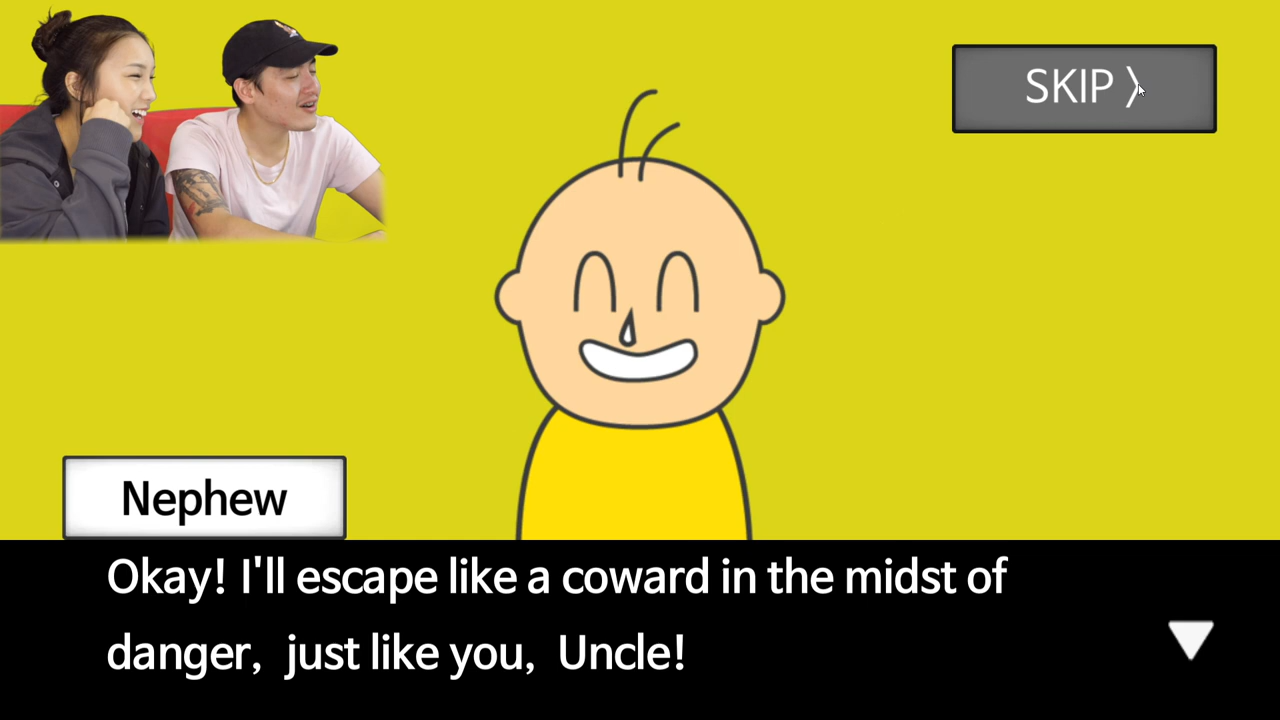 SKIP 〉
Nephew
Okay! I'll escape like a coward in the midst of
danger, just like you, Uncle!